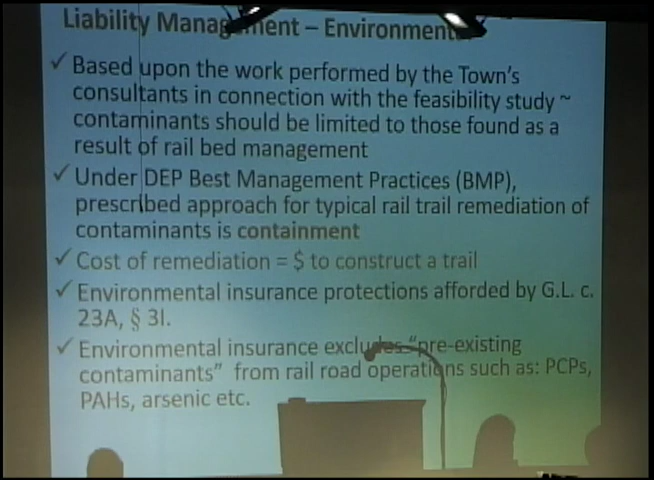 Liability Management – Environmental
✓ Based upon the work performed by the Town's
consultants in connection with the feasibility study ~
contaminants should be limited to those found as a
result of rail bed management
✓ Under DEP Best Management Practices (BMP),
prescribed approach for typical rail trail remediation of
contaminants is containment
✓ Cost of remediation = $ to construct a trail
✓ Environmental insurance protections afforded by G.L. c.
23A, § 3I.
✓ Environmental insurance excludes "pre-existing
contaminants" from rail road operations such as: PCPs,
PAHs, arsenic etc.